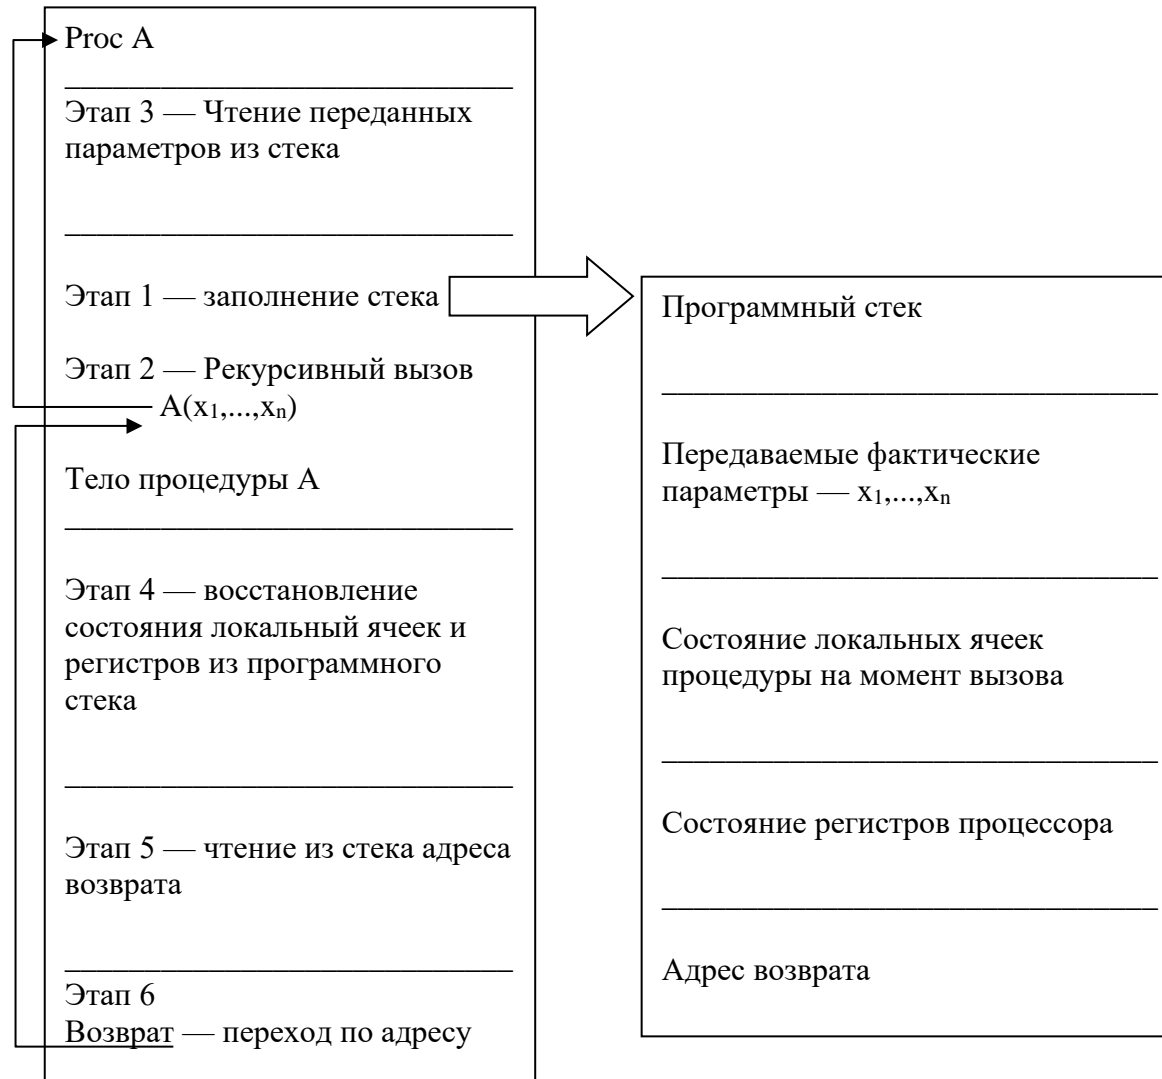 Proc A
Этап 3 — Чтение переданных
параметров из стека
Этап 1 — заполнение стека
Этап 2 — Рекурсивный вызов
A(x₁,...,xₙ)
Тело процедуры A
Этап 4 — восстановление
состояния локальный ячеек и
регистров из программного
стека
Этап 5 — чтение из стека адреса
возврата
Этап 6
Возврат — переход по адресу
Программный стек
Передаваемые фактические
параметры — x₁,...,xₙ
Состояние локальных ячеек
процедуры на момент вызова
Состояние регистров процессора
Адрес возврата